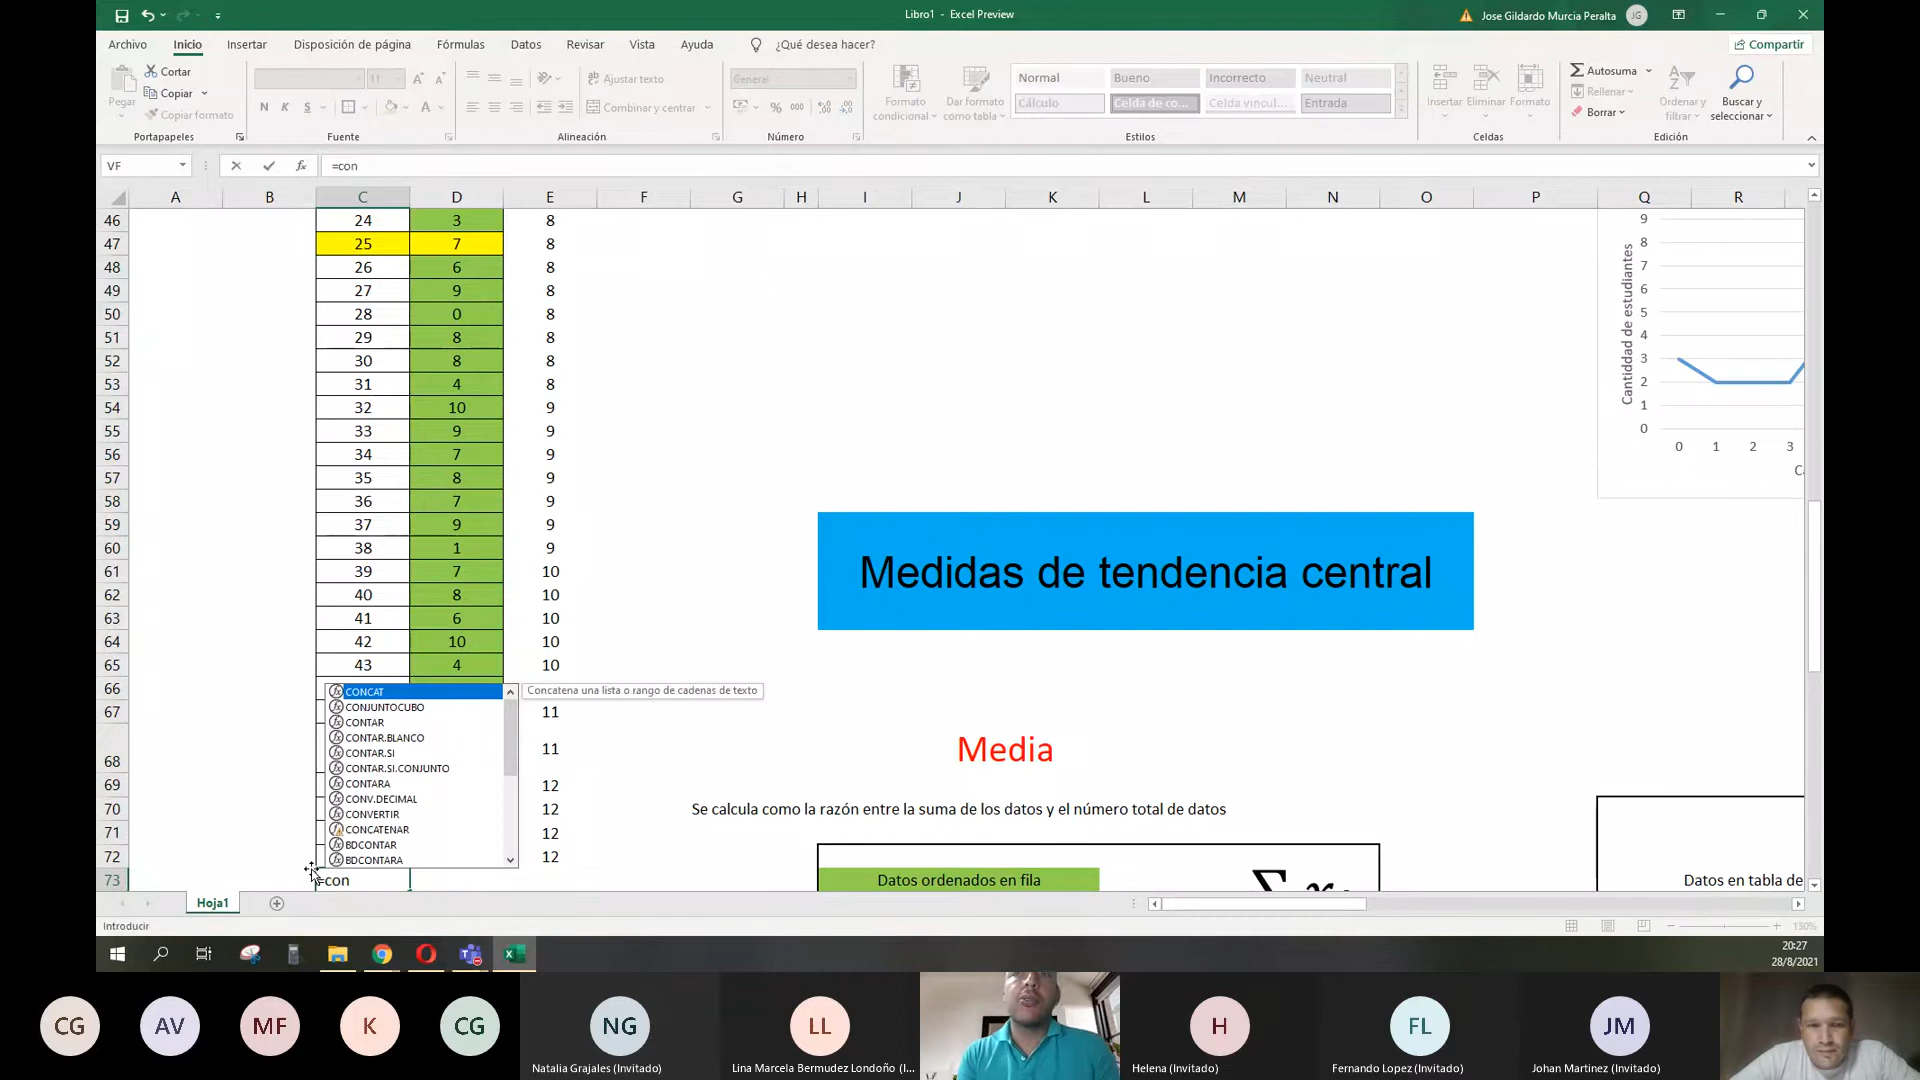 Libro1 - Excel Preview
Jose Gildardo Murcia Peralta
JG
Archivo Inicio Insertar Disposición de página Fórmulas Datos Revisar Vista Ayuda ¿Qué desea hacer? Compartir
Pegar
Cortar
Copiar
Copiar formato
11
N K S
Ajustar texto
Combinar y centrar
General
% 000
Formato condicional
Dar formato como tabla
Normal Bueno Incorrecto Neutral
Cálculo Celda de co... Celda vincul... Entrada
Insertar Eliminar Formato
Autosuma
Rellenar
Borrar
Ordenar y filtrar
Buscar y seleccionar
Portapapeles Fuente Alineación Número Estilos Celdas Edición
VF fx =con
A B C D E F G H I J K L M N O P Q R
46 24 3 8
47 25 7 8
48 26 6 8
49 27 9 8
50 28 0 8
51 29 8 8
52 30 8 8
53 31 4 8
54 32 10 9
55 33 9 9
56 34 7 9
57 35 8 9
58 36 7 9
59 37 9 9
60 38 1 9
61 39 7 10
62 40 8 10
63 41 6 10
64 42 10 10
65 43 4 10
66
67 11
68 11
69 12
70 12
71 12
72 12
73 =con
CONCAT
CONJUNTOCUBO
CONTAR
CONTAR.BLANCO
CONTAR.SI
CONTAR.SI.CONJUNTO
CONTARA
CONV.DECIMAL
CONVERTIR
CONCATENAR
BDCONTAR
BDCONTARA
Concatena una lista o rango de cadenas de texto
Cantidad de estudiantes
9
8
7
6
5
4
3
2
1
0
0 1 2 3
Medidas de tendencia central
Media
Se calcula como la razón entre la suma de los datos y el número total de datos
Datos ordenados en fila
Datos en tabla de
Hoja1
Introducir
130%
20:27
28/8/2021
CG AV MF K CG NG LL H FL JM
Natalia Grajales (Invitado)
Lina Marcela Bermudez Londoño (I...
Helena (Invitado)
Fernando Lopez (Invitado)
Johan Martinez (Invitado)